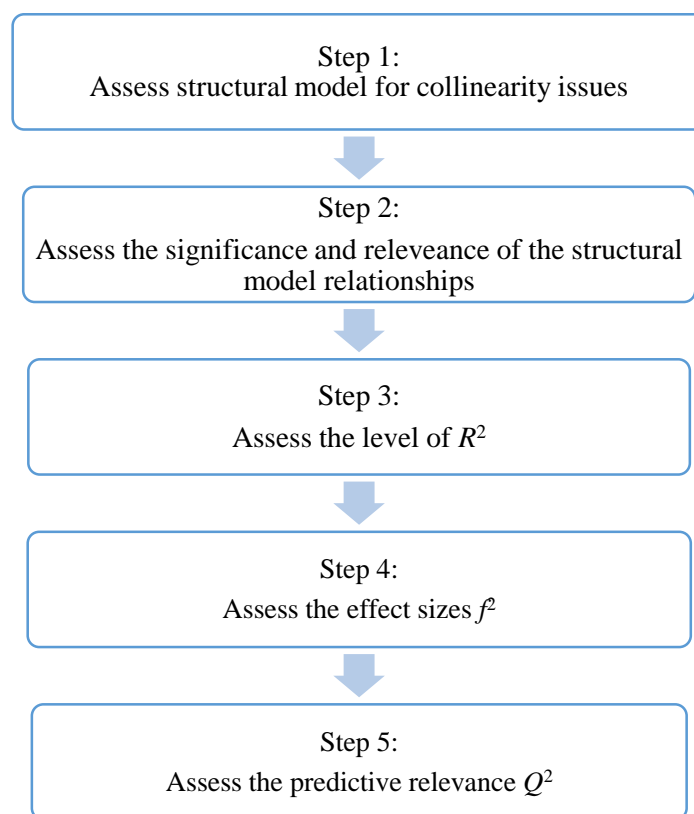 Step 1:
Assess structural model for collinearity issues
Step 2:
Assess the significance and releveance of the structural
model relationships
Step 3:
Assess the level of R²
Step 4:
Assess the effect sizes f²
Step 5:
Assess the predictive relevance Q²